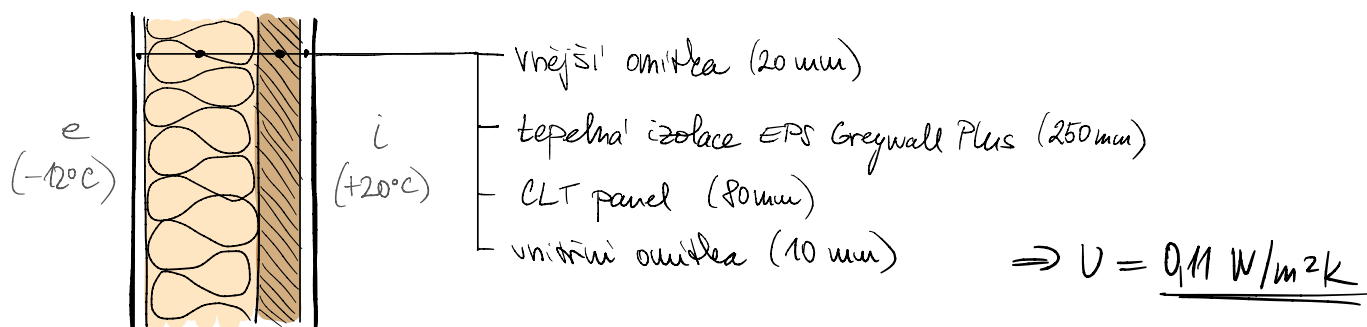 vnější omítka (20 mm)
tepelná izolace EPS Greywall Plus (250 mm)
e
i
(-12°C)
(+20°C)
CLT panel (80 mm)
vnitřní omítka (10 mm)
⇒ U = 0,11 W/m²K